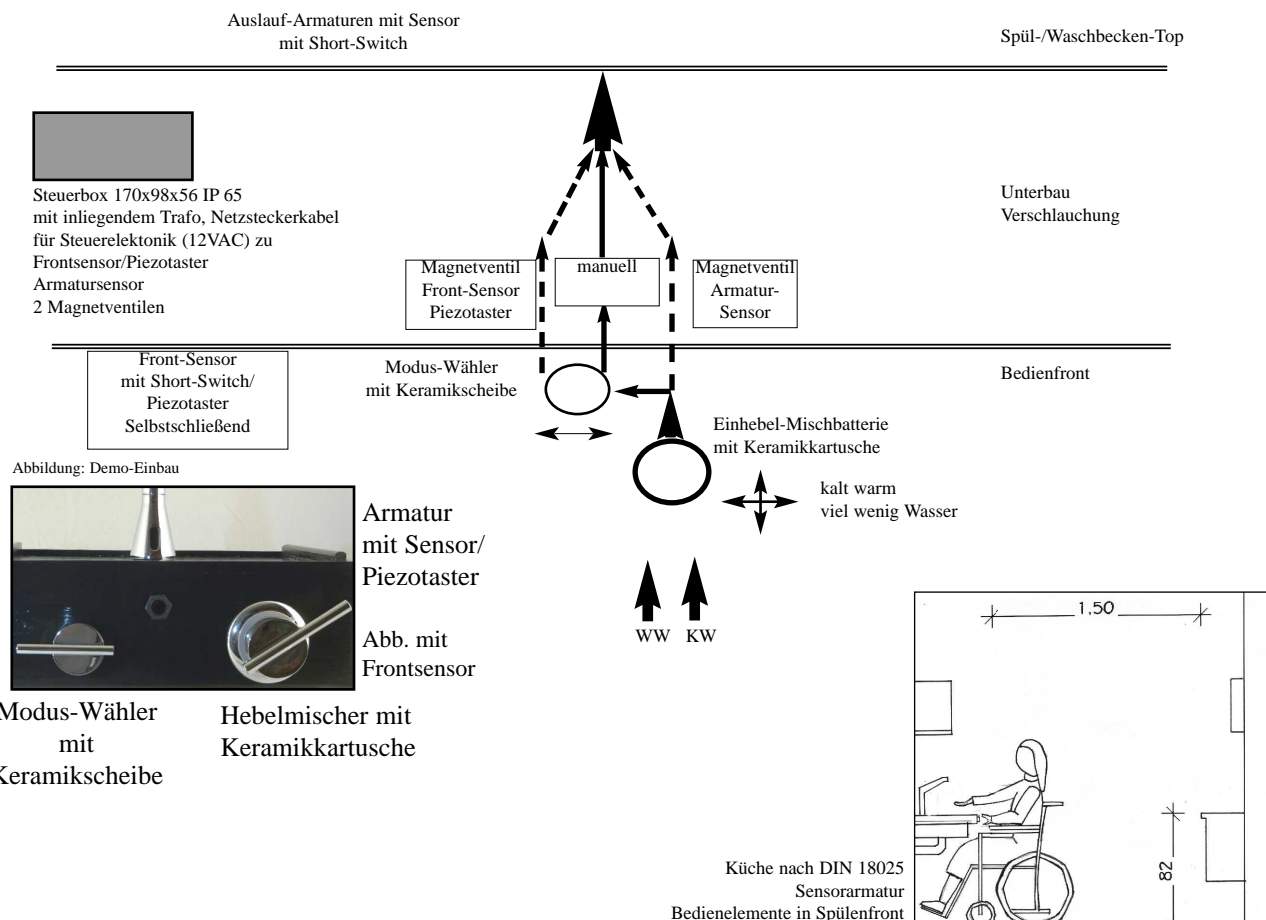 Auslauf-Armaturen mit Sensor
mit Short-Switch
Spül-/Waschbecken-Top
Steuerbox 170x98x56 IP 65
mit inliegendem Trafo, Netzsteckerkabel
für Steuerelektonik (12VAC) zu
Frontsensor/Piezotaster
Armatursensor
2 Magnetventilen
Unterbau
Verschlauchung
Magnetventil
Front-Sensor
Piezotaster
manuell
Magnetventil
Armatur-
Sensor
Front-Sensor
mit Short-Switch/
Piezotaster
Selbstschließend
Modus-Wähler
mit Keramikscheibe
Bedienfront
Einhebel-Mischbatterie
mit Keramikkartusche
kalt warm
viel wenig Wasser
Abbildung: Demo-Einbau
Armatur
mit Sensor/
Piezotaster
Abb. mit
Frontsensor
WW KW
Modus-Wähler
mit
Keramikscheibe
Hebelmischer mit
Keramikkartusche
1,50
82
Küche nach DIN 18025
Sensorarmatur
Bedienelemente in Spülenfront